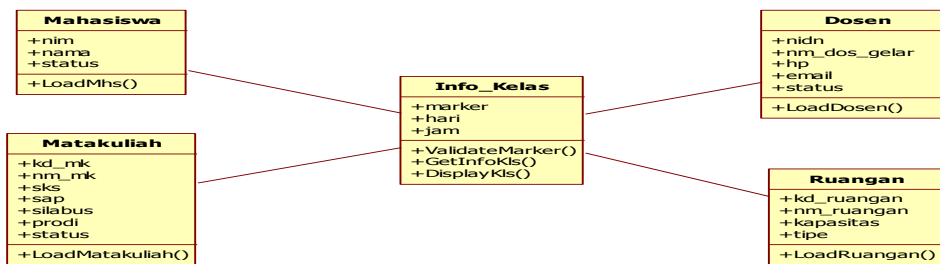 Mahasiswa
+nim
+nama
+status
+LoadMhs()
Matakuliah
+kd_mk
+nm_mk
+sks
+sap
+silabus
+prodi
+status
+LoadMatakuliah()
Info_Kelas
+marker
+hari
+jam
+ValidateMarker()
+GetInfoKls()
+DisplayKls()
Dosen
+nidn
+nm_dos_gelar
+hp
+email
+status
+LoadDosen()
Ruangan
+kd_ruangan
+nm_ruangan
+kapasitas
+tipe
+LoadRuangan()